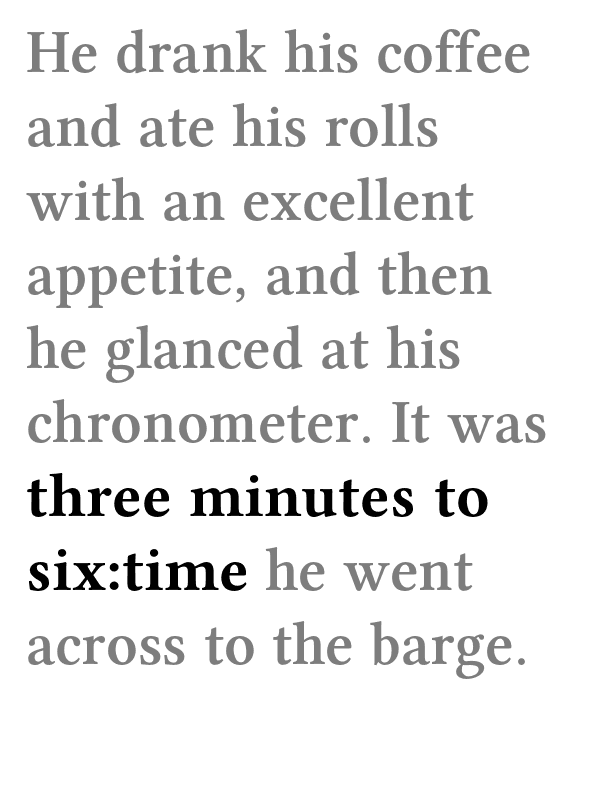 He drank his coffee
and ate his rolls
with an excellent
appetite, and then
he glanced at his
chronometer. It was
three minutes to
six:time he went
across to the barge.